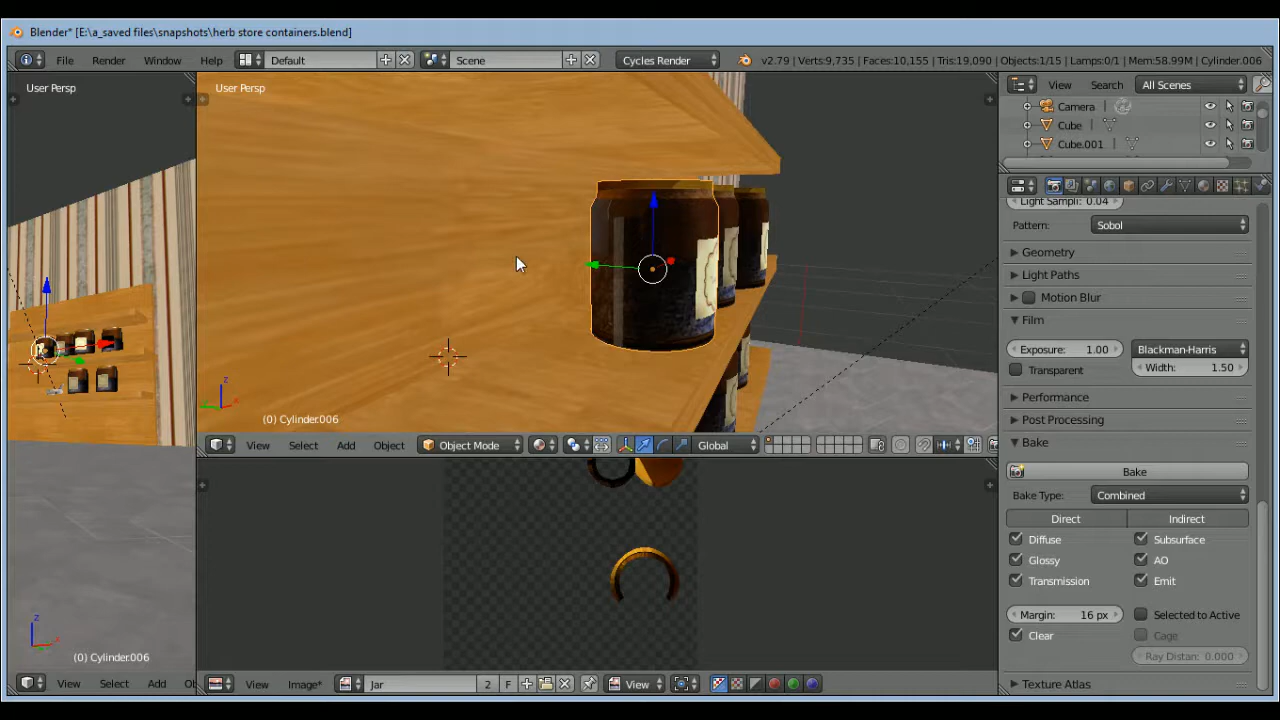 Blender* [E:\a_saved files\snapshots\herb store containers.blend]
File Render Window Help Default Scene Cycles Render v2.79 | Verts:9,735 | Faces:10,155 | Tris:19,090 | Objects:1/15 | Lamps:0/1 | Mem:58.99M | Cylinder.006
User Persp
User Persp
View Search All Scenes
Camera
Cube
Cube.001
Light Sampli: 0.04
Pattern: Sobol
Geometry
Light Paths
Motion Blur
Film
Exposure: 1.00 Blackman-Harris
Transparent Width: 1.50
Performance
Post Processing
Bake
Bake
Bake Type: Combined
Direct Indirect
Diffuse Subsurface
Glossy AO
Transmission Emit
Margin: 16 px Selected to Active
Clear Cage
Ray Distan: 0.000
Texture Atlas
(0) Cylinder.006
View Select Add Object Object Mode Global
(0) Cylinder.006
View Select Add Ob
View Image* Jar 2 F View